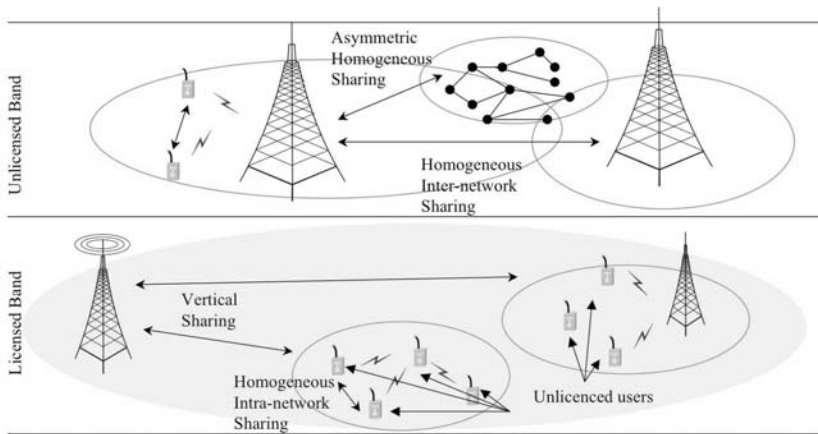 Unlicensed Band
Asymmetric
Homogeneous
Sharing
Homogeneous
Inter-network
Sharing
Licensed Band
Vertical
Sharing
Homogeneous
Intra-network
Sharing
Unlicenced users